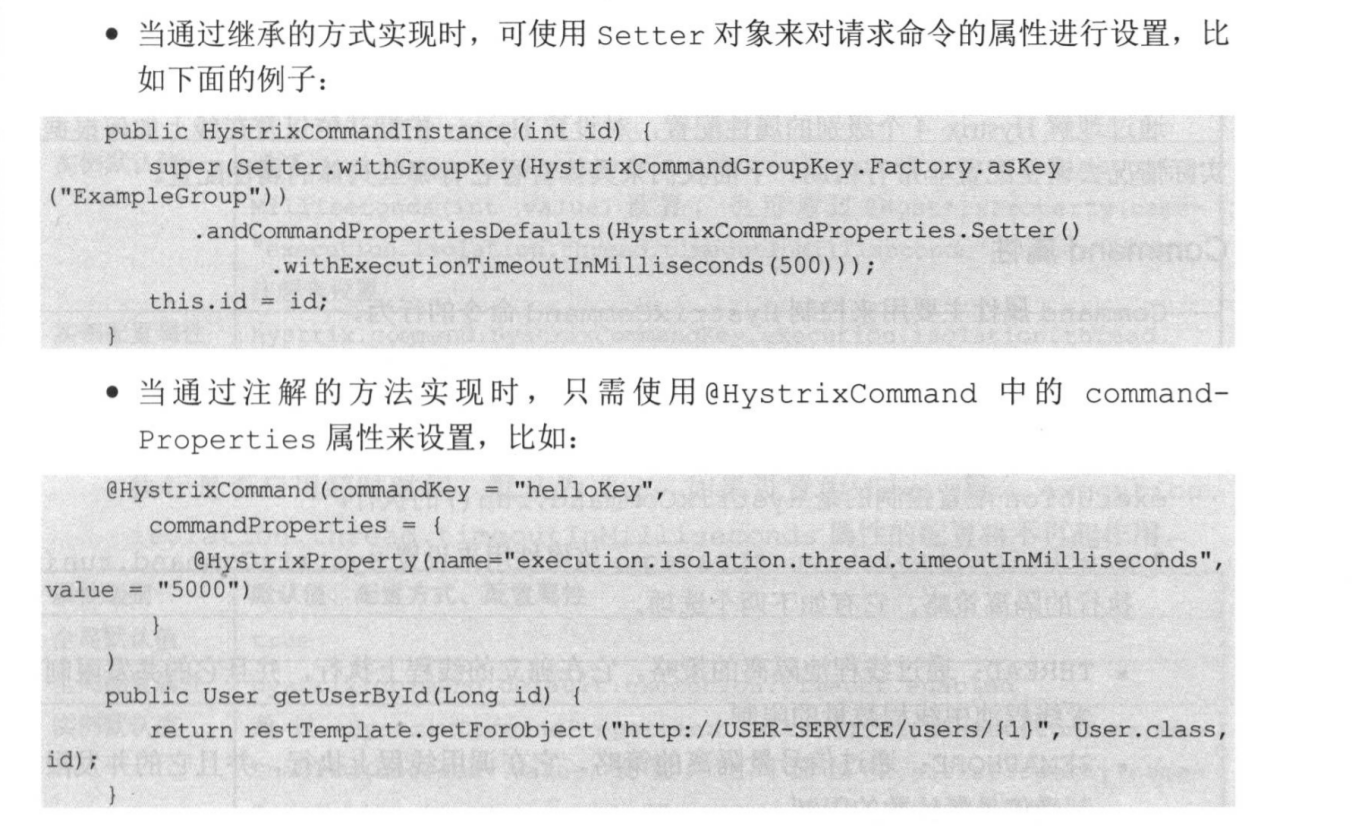 ● 当通过继承的方式实现时，可使用 Setter 对象来对请求命令的属性进行设置，比
如下面的例子：
public HystrixCommandInstance(int id) {
super(Setter.withGroupKey(HystrixCommandGroupKey.Factory.asKey
("ExampleGroup"))
.andCommandPropertiesDefaults(HystrixCommandProperties.Setter()
.withExecutionTimeoutInMilliseconds(500)));
this.id = id;
}
● 当通过注解的方法实现时，只需使用@HystrixCommand 中的 command-
Properties 属性来设置，比如：
@HystrixCommand(commandKey = "helloKey",
commandProperties = {
@HystrixProperty(name="execution.isolation.thread.timeoutInMilliseconds",
value = "5000")
}
)
public User getUserById(Long id) {
return restTemplate.getForObject("http://USER-SERVICE/users/{1}", User.class,
id);
}